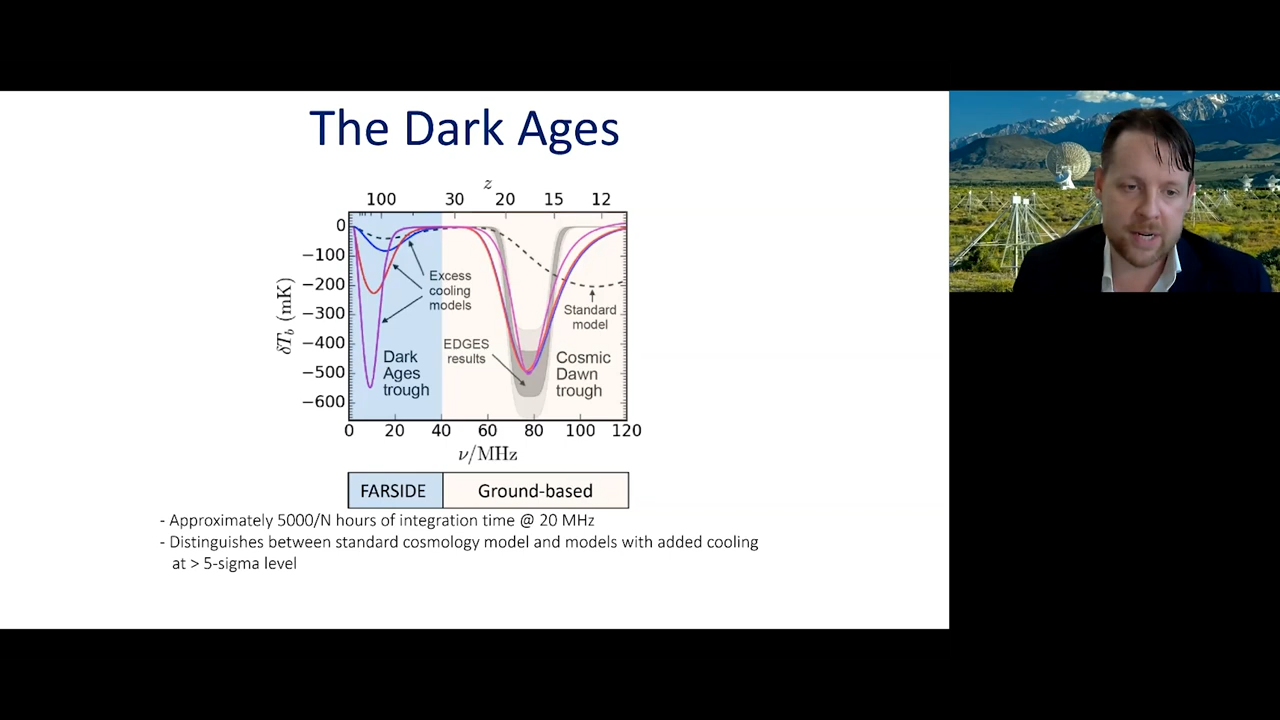 The Dark Ages
z
100 30 20 15 12
0
−100
−200
−300
−400
−500
−600
δT_b (mK)
Excess
cooling
models
Standard
model
EDGES
results
Dark
Ages
trough
Cosmic
Dawn
trough
0 20 40 60 80 100 120
ν/MHz
FARSIDE Ground-based
- Approximately 5000/N hours of integration time @ 20 MHz
- Distinguishes between standard cosmology model and models with added cooling
at > 5-sigma level